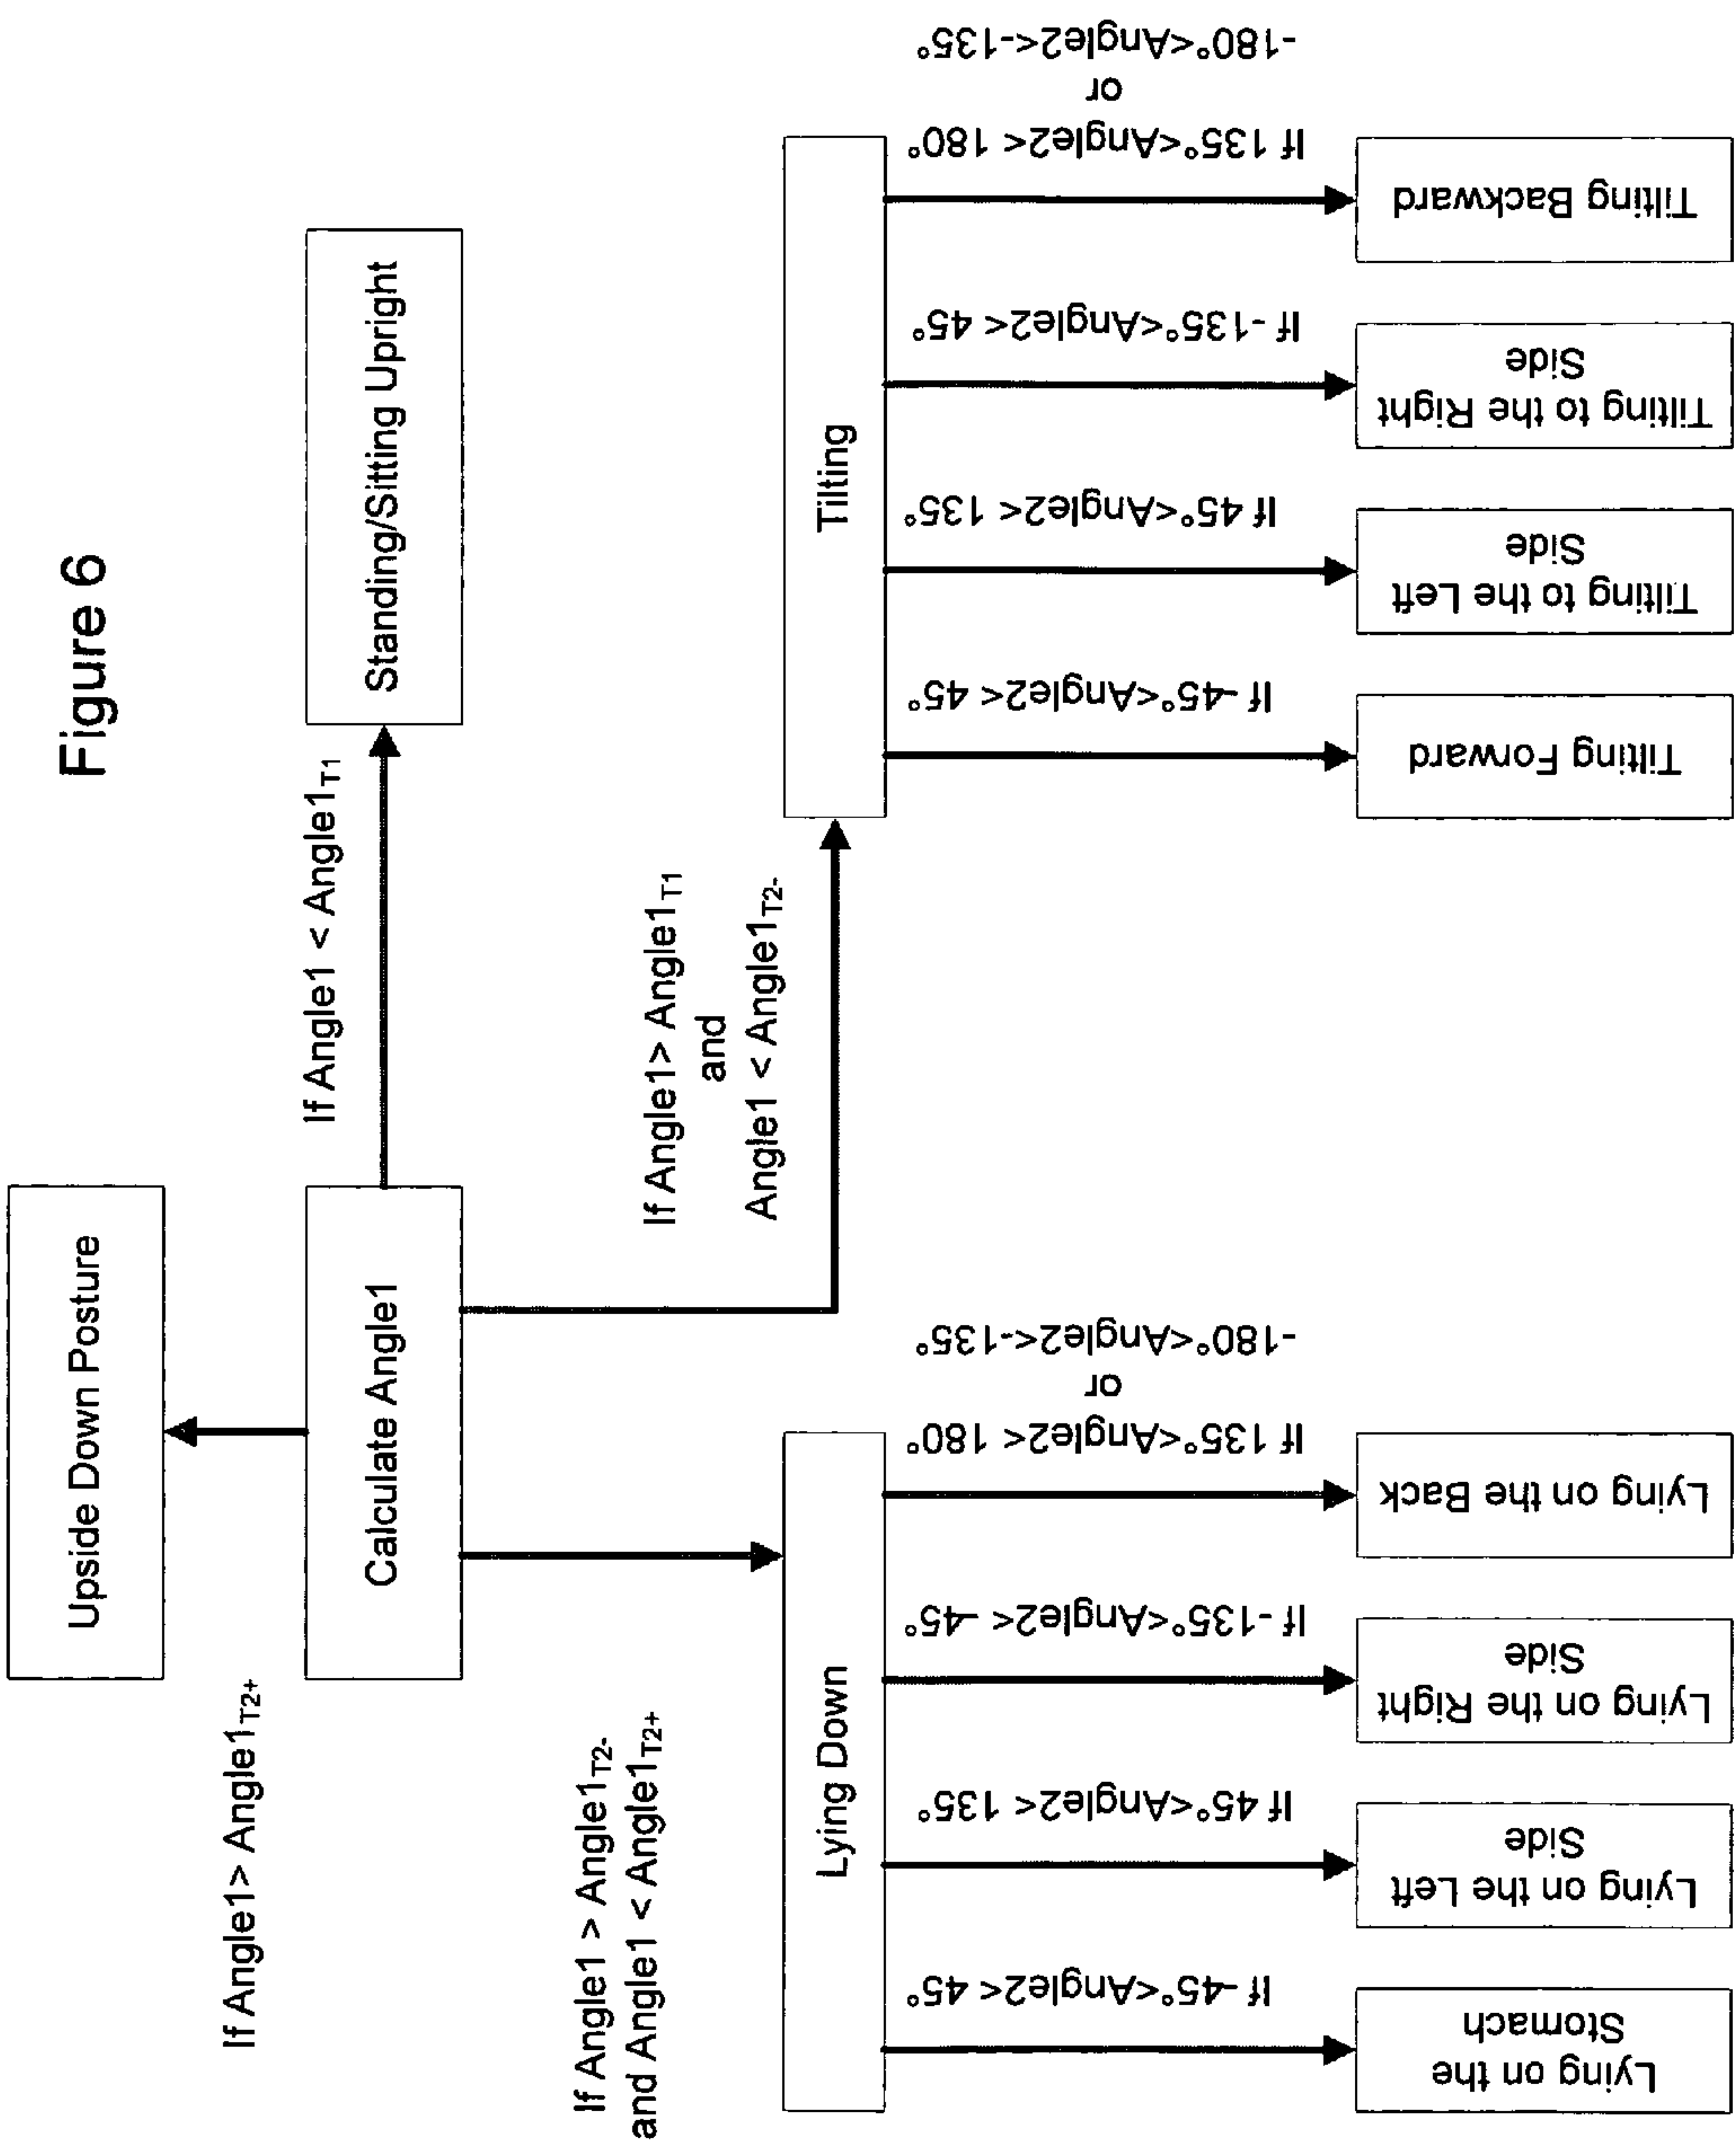 Figure 6
Upside Down Posture
If Angle1> Angle1T2+
Calculate Angle1
If Angle1 < Angle1T1
Standing/Sitting Upright
If Angle1 > Angle1T2-
and Angle1 < Angle1T2+
If Angle1> Angle1T1
and
Angle1 < Angle1T2-
Lying Down
Tilting
If -45°<Angle2< 45°
If 45°<Angle2< 135°
If -135°<Angle2< -45°
If 135°<Angle2< 180°
or
-180°<Angle2<-135°
If -45°<Angle2< 45°
If 45°<Angle2< 135°
If -135°<Angle2< 45°
If 135°<Angle2< 180°
or
-180°<Angle2<-135°
Lying on the
Stomach
Lying on the Left
Side
Lying on the Right
Side
Lying on the Back
Tilting Forward
Tilting to the Left
Side
Tilting to the Right
Side
Tilting Backward